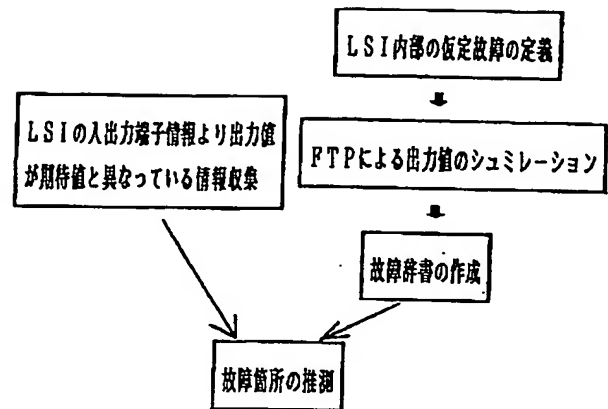 LSI内部の仮定故障の定義
LSIの入出力端子情報より出力値
が期待値と異なっている情報収集
FTPによる出力値のシュミレーション
故障辞書の作成
故障箇所の推測